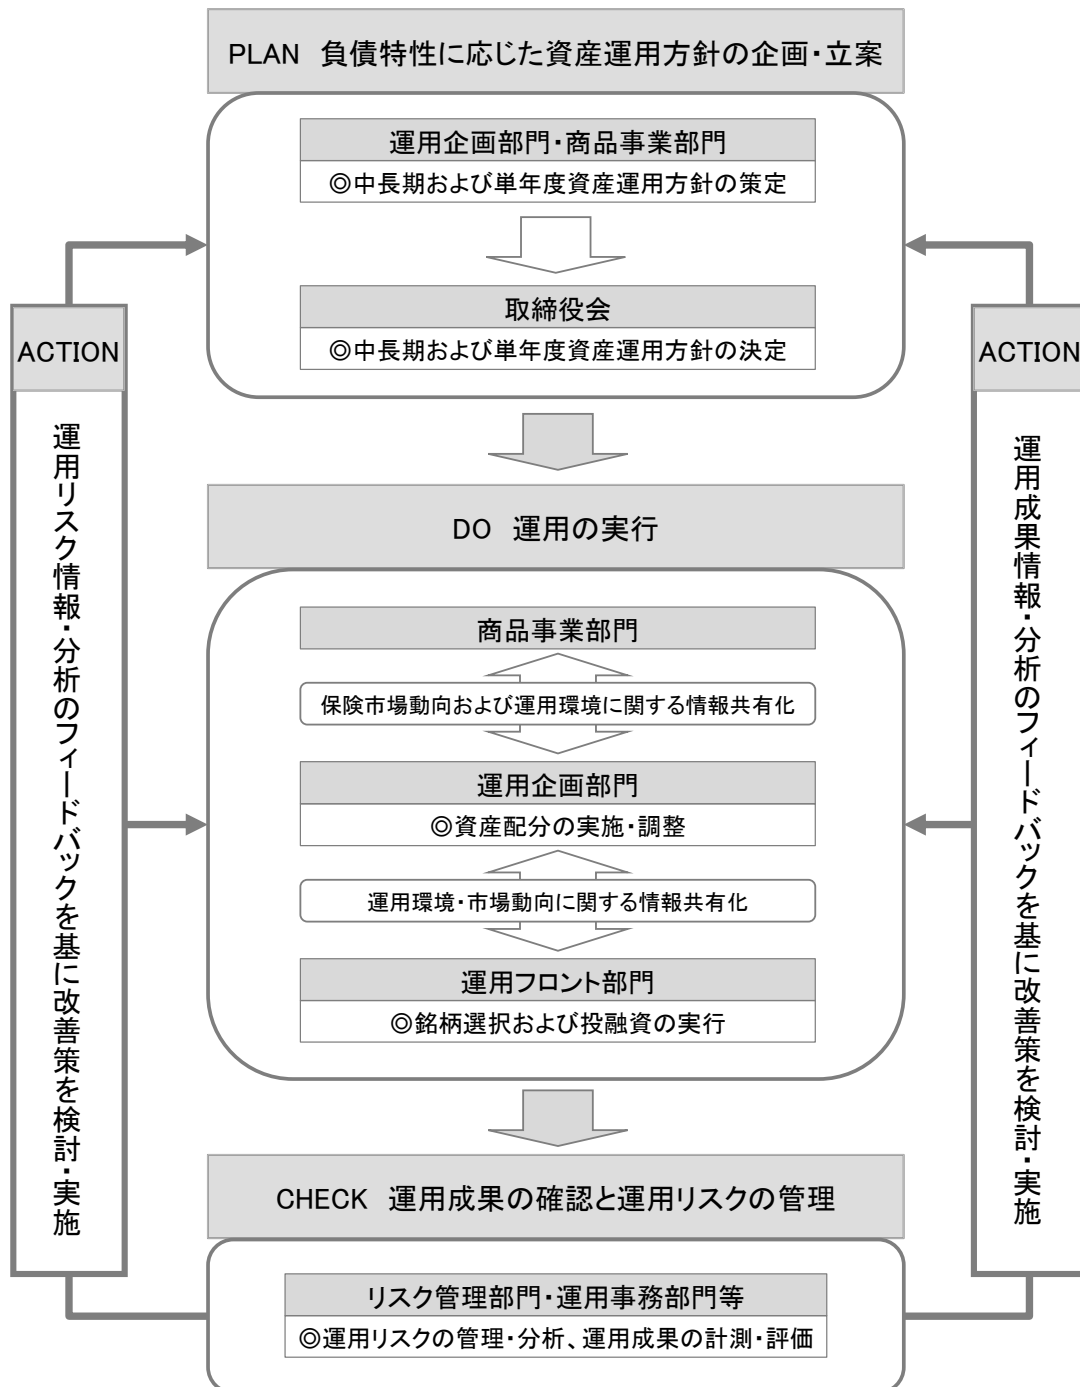 PLAN 負債特性に応じた資産運用方針の企画・立案
運用企画部門・商品事業部門
◎中長期および単年度資産運用方針の策定
取締役会
◎中長期および単年度資産運用方針の決定
ACTION
運用リスク情報・分析のフィードバックを基に改善策を検討・実施
ACTION
運用成果情報・分析のフィードバックを基に改善策を検討・実施
DO 運用の実行
商品事業部門
保険市場動向および運用環境に関する情報共有化
運用企画部門
◎資産配分の実施・調整
運用環境・市場動向に関する情報共有化
運用フロント部門
◎銘柄選択および投融資の実行
CHECK 運用成果の確認と運用リスクの管理
リスク管理部門・運用事務部門等
◎運用リスクの管理・分析、運用成果の計測・評価